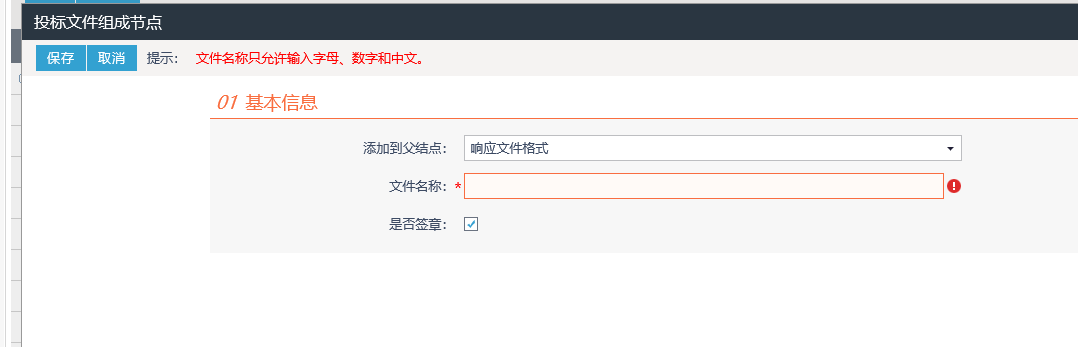 投标文件组成节点
保存 取消 提示： 文件名称只允许输入字母、数字和中文。
01 基本信息
添加到父结点： 响应文件格式
文件名称：*
是否签章：